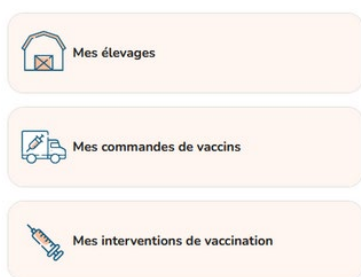 Mes élevages
Mes commandes de vaccins
Mes interventions de vaccination